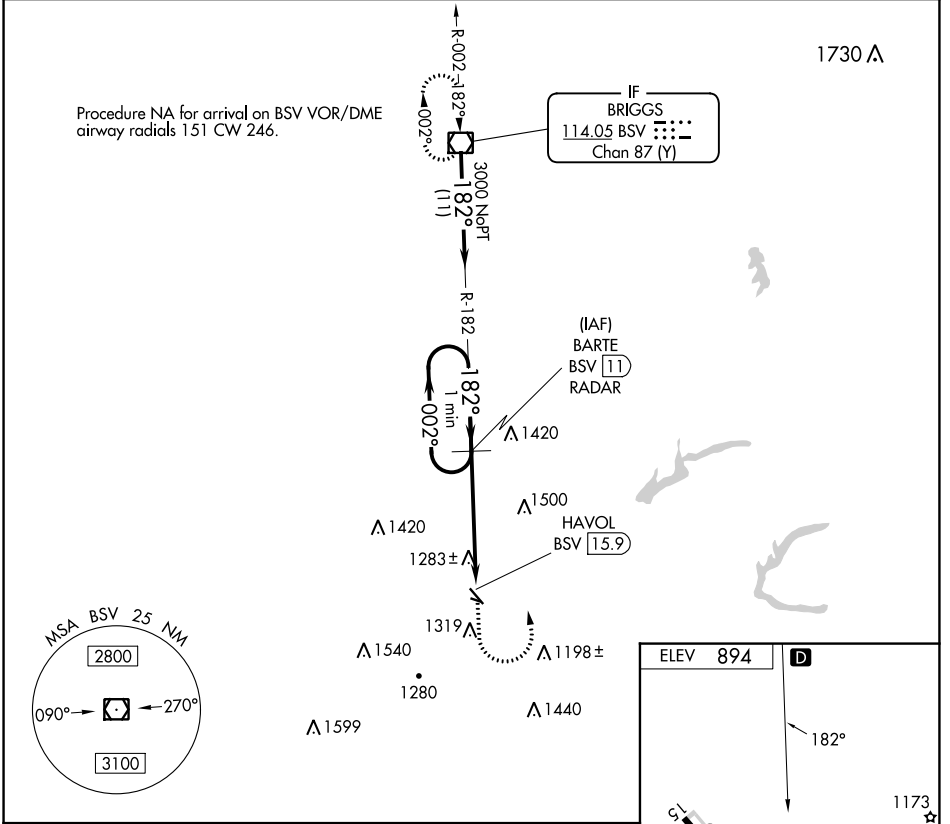 1730
Procedure NA for arrival on BSV VOR/DME
airway radials 151 CW 246.
R-002
182°
002°
IF
BRIGGS
114.05 BSV
Chan 87 (Y)
3000 NoPT
182°
(11)
R-182
182°
1 min
002°
(IAF)
BARTE
BSV 11
RADAR
1420
1500
1420
HAVOL
BSV 15.9
1283±
1319
1540
1198±
1280
1440
1599
MSA BSV 25 NM
2800
090°
270°
3100
ELEV 894 D
182°
15
1173